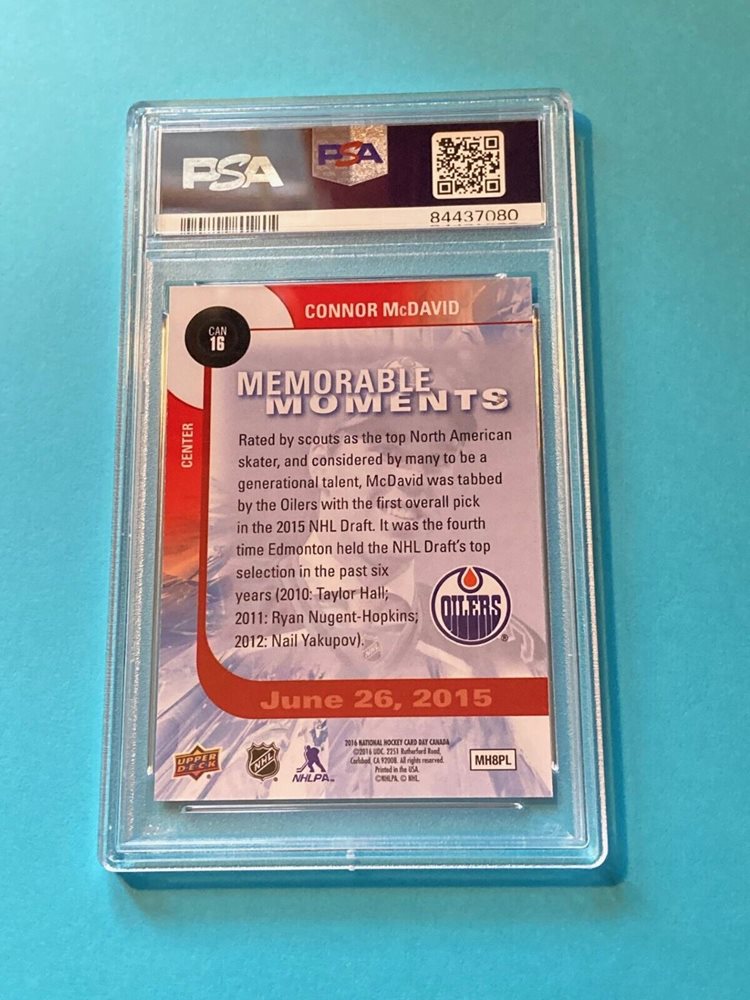 PSA
PSA
84437080
CONNOR McDAVID
CAN
16
CENTER
MEMORABLE
MOMENTS
Rated by scouts as the top North American
skater, and considered by many to be a
generational talent, McDavid was tabbed
by the Oilers with the first overall pick
in the 2015 NHL Draft. It was the fourth
time Edmonton held the NHL Draft's top
selection in the past six
years (2010: Taylor Hall;
2011: Ryan Nugent-Hopkins;
2012: Nail Yakupov).
OILERS
®
June 26, 2015
UPPER
DECK
NHL
NHLPA
2016 NATIONAL HOCKEY CARD DAY CANADA
©2016 UDC. 2251 Rutherford Road,
Carlsbad, CA 92008. All rights reserved.
Printed in the USA.
©NHLPA. © NHL.
MH8PL